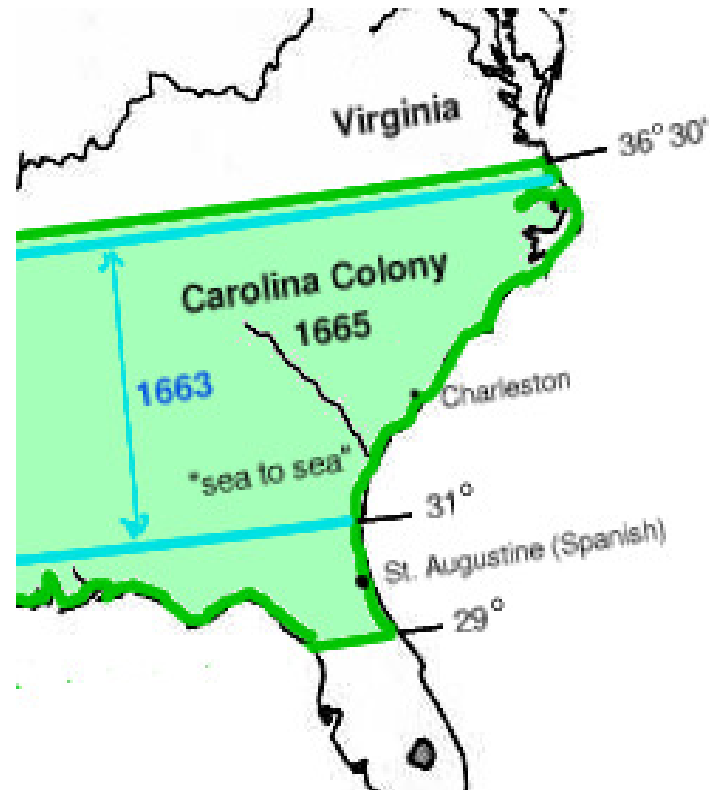 Virginia
36° 30'
Carolina Colony
1665
1663
Charleston
"sea to sea"
31°
St. Augustine (Spanish)
29°